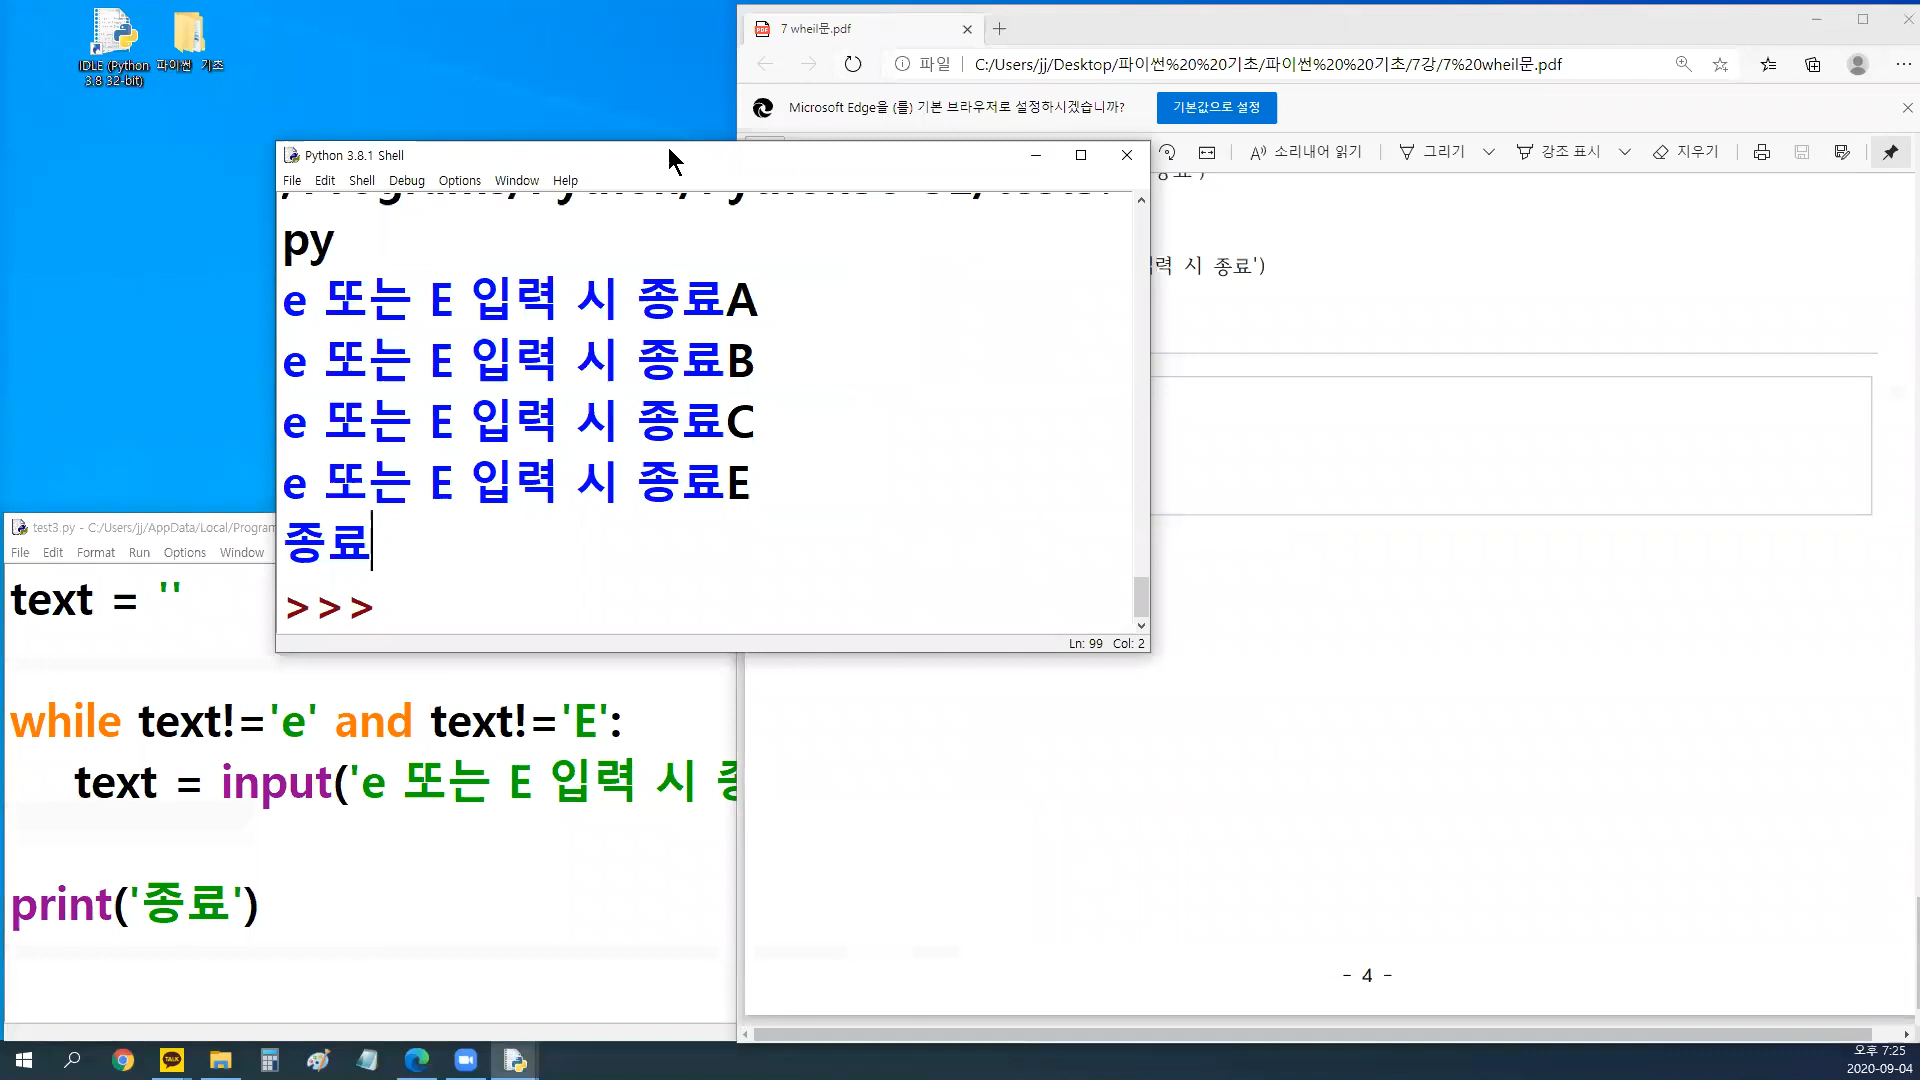 IDLE (Python 3.8 32-bit)
파이썬 기초
7 wheil문.pdf
파일
C:/Users/jj/Desktop/파이썬%20%20기초/파이썬%20%20기초/7강/7%20wheil문.pdf
Microsoft Edge을 (를) 기본 브라우저로 설정하시겠습니까?
기본값으로 설정
소리내어 읽기
그리기
강조 표시
지우기
력 시 종료')
- 4 -
Python 3.8.1 Shell
File Edit Shell Debug Options Window Help
py
e 또는 E 입력 시 종료A
e 또는 E 입력 시 종료B
e 또는 E 입력 시 종료C
e 또는 E 입력 시 종료E
종료
>>>
Ln: 99 Col: 2
test3.py - C:/Users/jj/AppData/Local/Program
File Edit Format Run Options Window
text = ''
while text!='e' and text!='E':
text = input('e 또는 E 입력 시
print('종료')
TALK
오후 7:25
2020-09-04